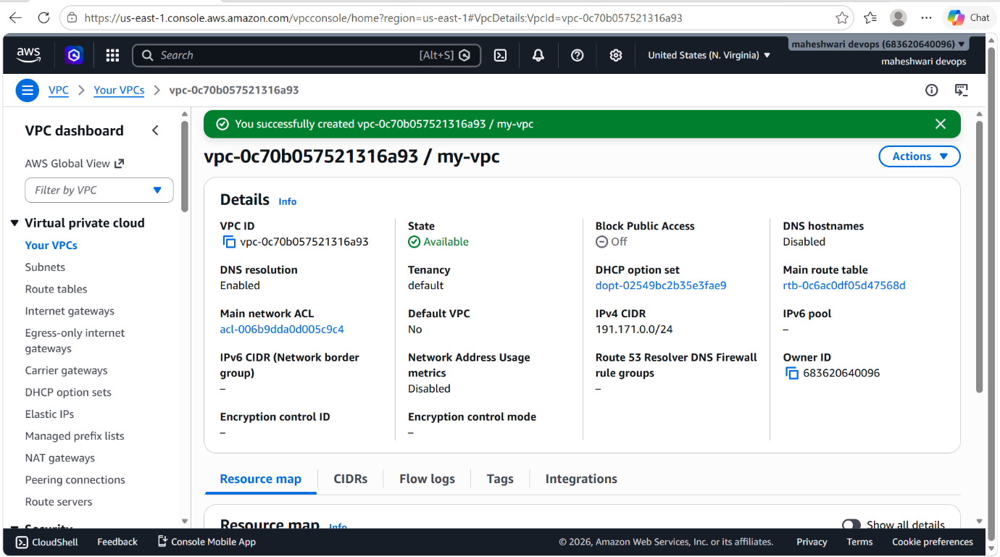 https://us-east-1.console.aws.amazon.com/vpcconsole/home?region=us-east-1#VpcDetails:VpcId=vpc-0c70b057521316a93
Chat
aws
Search [Alt+S]
United States (N. Virginia)
maheshwari devops (683620640096)
maheshwari devops
VPC
Your VPCs
vpc-0c70b057521316a93
VPC dashboard
AWS Global View
Filter by VPC
Virtual private cloud
Your VPCs
Subnets
Route tables
Internet gateways
Egress-only internet
gateways
Carrier gateways
DHCP option sets
Elastic IPs
Managed prefix lists
NAT gateways
Peering connections
Route servers
Security
You successfully created vpc-0c70b057521316a93 / my-vpc
vpc-0c70b057521316a93 / my-vpc
Actions
Details Info
VPC ID
vpc-0c70b057521316a93
State
Available
Block Public Access
Off
DNS hostnames
Disabled
DNS resolution
Enabled
Tenancy
default
DHCP option set
dopt-02549bc2b35e3fae9
Main route table
rtb-0c6ac0df05d47568d
Main network ACL
acl-006b9dda0d005c9c4
Default VPC
No
IPv4 CIDR
191.171.0.0/24
IPv6 pool
–
IPv6 CIDR (Network border
group)
–
Network Address Usage
metrics
Disabled
Route 53 Resolver DNS Firewall
rule groups
–
Owner ID
683620640096
Encryption control ID
–
Encryption control mode
–
Resource map
CIDRs
Flow logs
Tags
Integrations
Resource map Info
Show all details
CloudShell
Feedback
Console Mobile App
© 2026, Amazon Web Services, Inc. or its affiliates.
Privacy
Terms
Cookie preferences